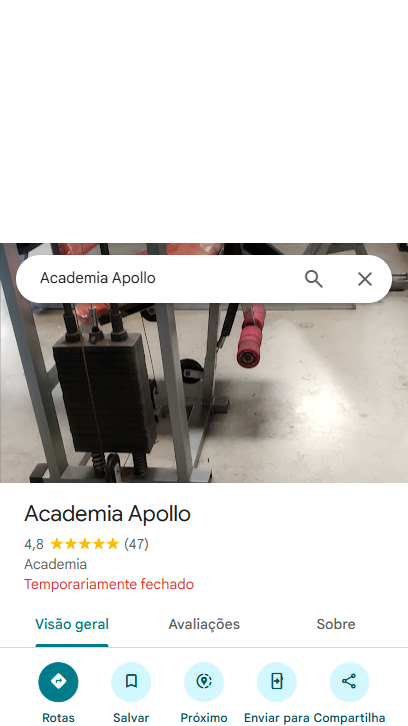 Academia Apollo
Academia Apollo
4,8 (47)
Academia
Temporariamente fechado
Visão geral Avaliações Sobre
Rotas Salvar Próximo Enviar para Compartilha